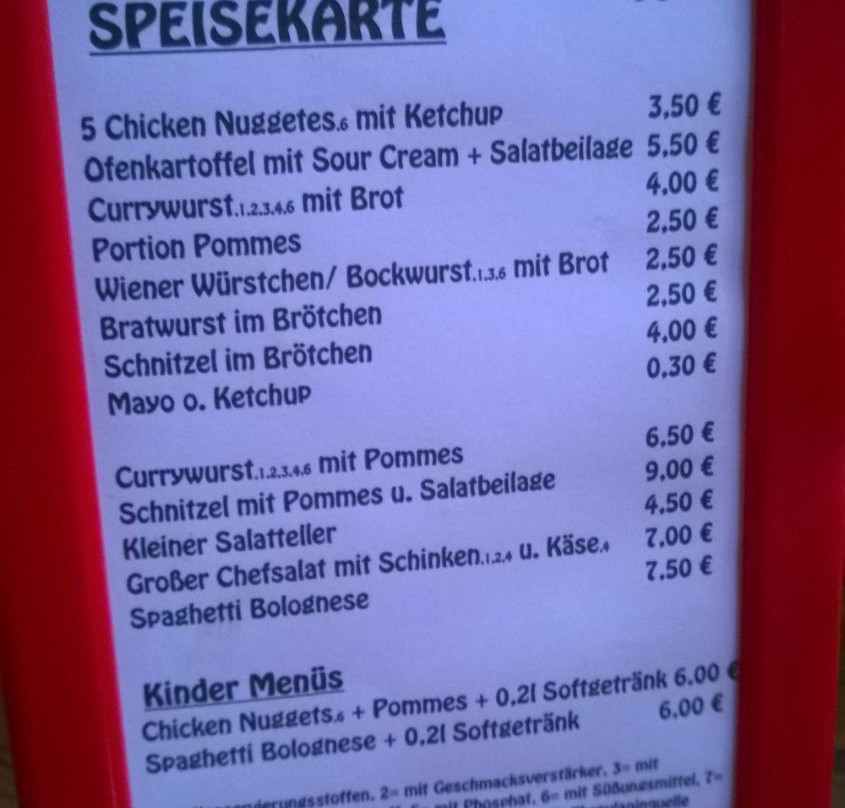 SPEISEKARTE
5 Chicken Nuggetes.6 mit Ketchup 3,50 €
Ofenkartoffel mit Sour Cream + Salatbeilage 5,50 €
Currywurst.1.2.3.4.6 mit Brot 4,00 €
Portion Pommes 2,50 €
Wiener Würstchen/ Bockwurst.1.3.6 mit Brot 2,50 €
Bratwurst im Brötchen 2,50 €
Schnitzel im Brötchen 4,00 €
Mayo o. Ketchup 0,30 €
Currywurst.1.2.3.4.6 mit Pommes 6,50 €
Schnitzel mit Pommes u. Salatbeilage 9,00 €
Kleiner Salatteller 4,50 €
Großer Chefsalat mit Schinken.1.2.4 u. Käse.4 7,00 €
Spaghetti Bolognese 7,50 €
Kinder Menüs
Chicken Nuggets.6 + Pommes + 0,2l Softgetränk 6,00 €
Spaghetti Bolognese + 0,2l Softgetränk 6,00 €
2= mit Geschmacksverstärker, 3= mit
mit Phosphat, 6= mit Süßungsmittel, 7=